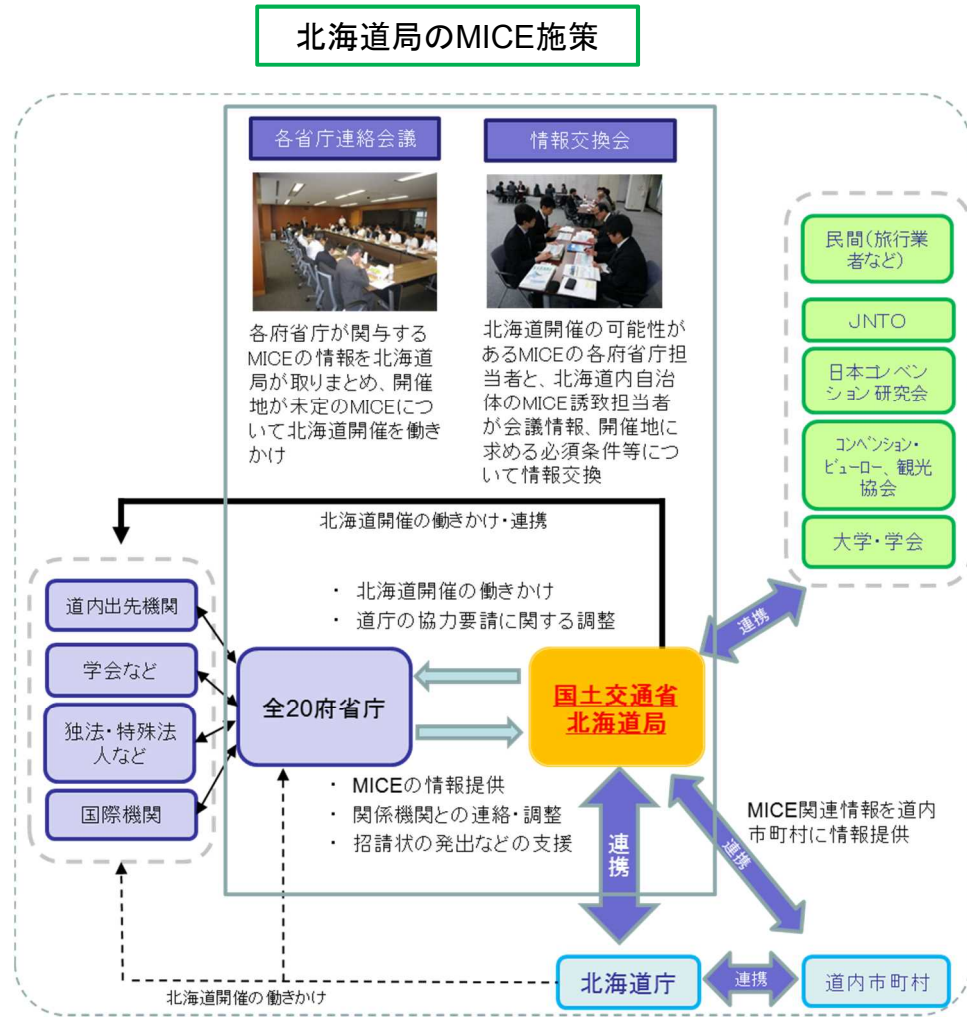 北海道局のMICE施策
各省庁連絡会議
情報交換会
各府省庁が関与する
MICEの情報を北海道
局が取りまとめ、開催
地が未定のMICEにつ
いて北海道開催を働き
かけ
北海道開催の可能性が
あるMICEの各府省庁担
当者と、北海道内自治
体のMICE誘致担当者
が会議情報、開催地に
求める必須条件等につ
いて情報交換
民間(旅行業
者など)
JNTO
日本コンベン
ション研究会
コンベンション・
ビューロー、観光
協会
大学・学会
連携
北海道開催の働きかけ・連携
・ 北海道開催の働きかけ
・ 道庁の協力要請に関する調整
道内出先機関
学会など
独法・特殊法
人など
国際機関
全20府省庁
国土交通省
北海道局
・ MICEの情報提供
・ 関係機関との連絡・調整
・ 招請状の発出などの支援
連携
連携
MICE関連情報を道内
市町村に情報提供
北海道庁
連携
道内市町村
北海道開催の働きかけ